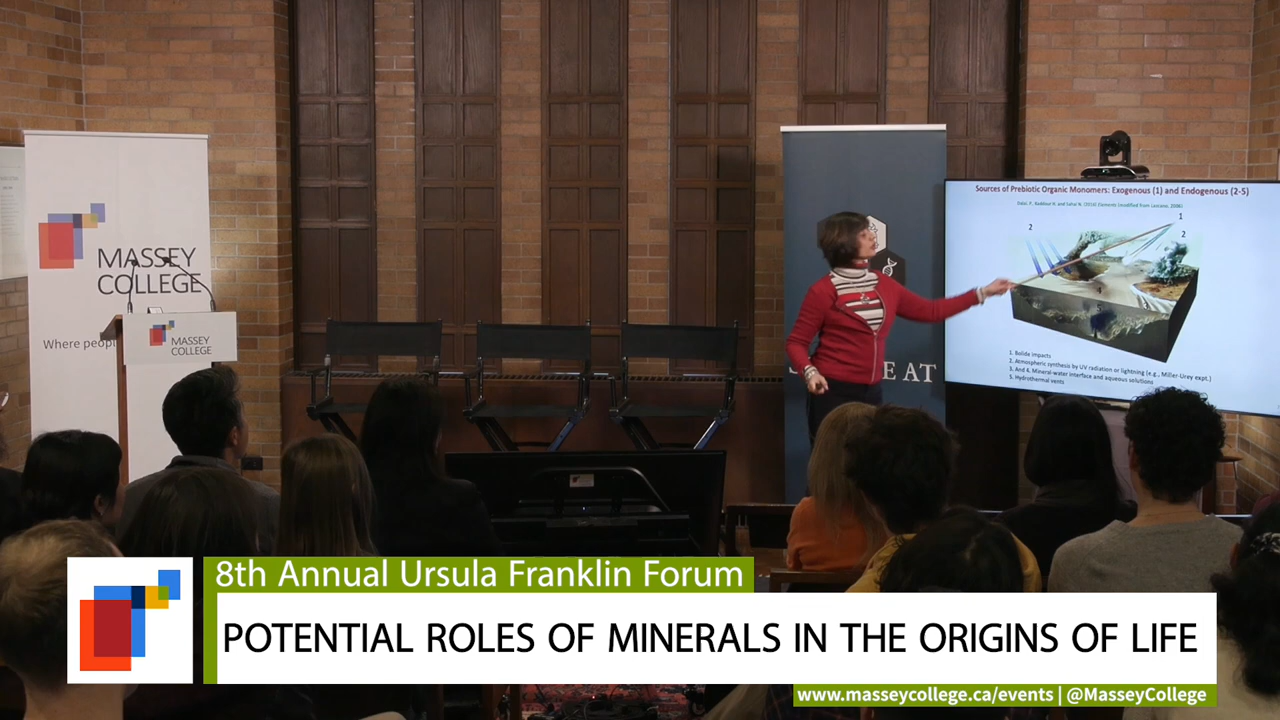 MASSEY
COLLEGE
MASSEY
COLLEGE
Where peopl
EAT
Sources of Prebiotic Organic Monomers: Exogenous (1) and Endogenous (2-5)
1
2
2
1. Bolide impacts
2. Atmospheric synthesis by UV radiation or lightning (e.g., Miller-Urey expt.)
3. And 4. Mineral-water interface and aqueous solutions
5. Hydrothermal vents
8th Annual Ursula Franklin Forum
POTENTIAL ROLES OF MINERALS IN THE ORIGINS OF LIFE
www.masseycollege.ca/events | @MasseyCollege